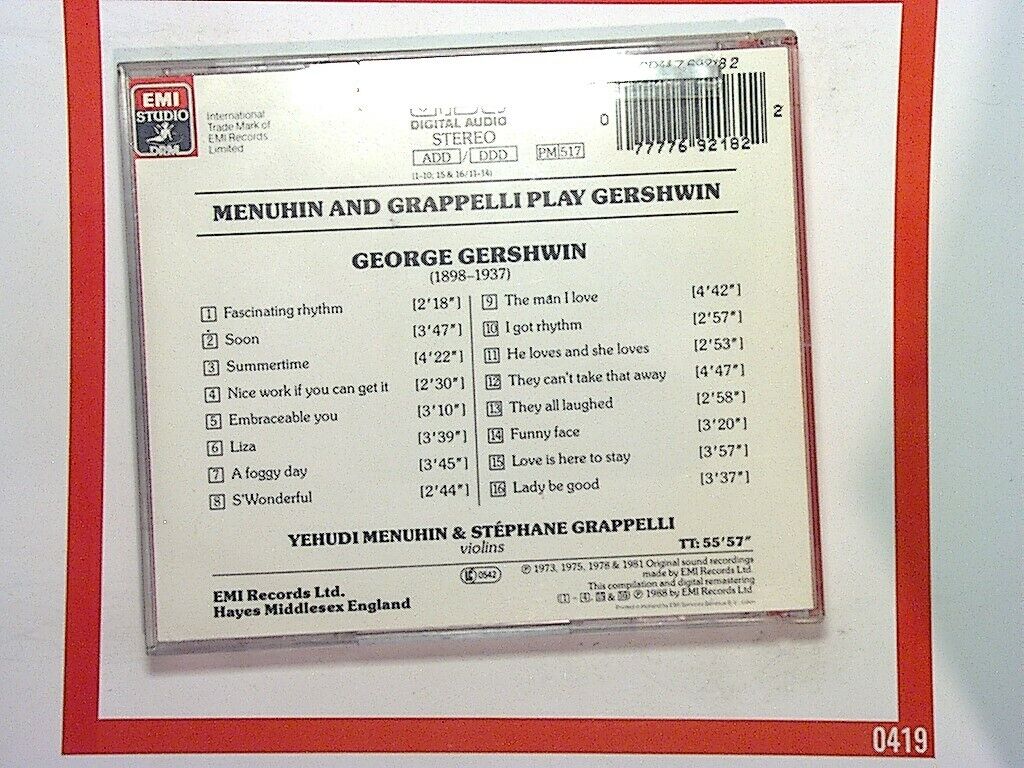 EMI
STUDIO
DRM
International
Trade Mark of
EMI Records
Limited
DIGITAL AUDIO
STEREO
ADD / DDD PM 517
(1-10, 15 & 16/11-14)
0 77776 92182 2
MENUHIN AND GRAPPELLI PLAY GERSHWIN
GEORGE GERSHWIN
(1898–1937)
1 Fascinating rhythm [2'18"]
2 Soon [3'47"]
3 Summertime [4'22"]
4 Nice work if you can get it [2'30"]
5 Embraceable you [3'10"]
6 Liza [3'39"]
7 A foggy day [3'45"]
8 S'Wonderful [2'44"]
9 The man I love [4'42"]
10 I got rhythm [2'57"]
11 He loves and she loves [2'53"]
12 They can't take that away [4'47"]
13 They all laughed [2'58"]
14 Funny face [3'20"]
15 Love is here to stay [3'57"]
16 Lady be good [3'37"]
YEHUDI MENUHIN & STÉPHANE GRAPPELLI
violins
TT: 55'57"
LC 0542
℗ 1973, 1975, 1978 & 1981 Original sound recordings
made by EMI Records Ltd.
This compilation and digital remastering
℗ 1988 by EMI Records Ltd
EMI Records Ltd.
Hayes Middlesex England
0419